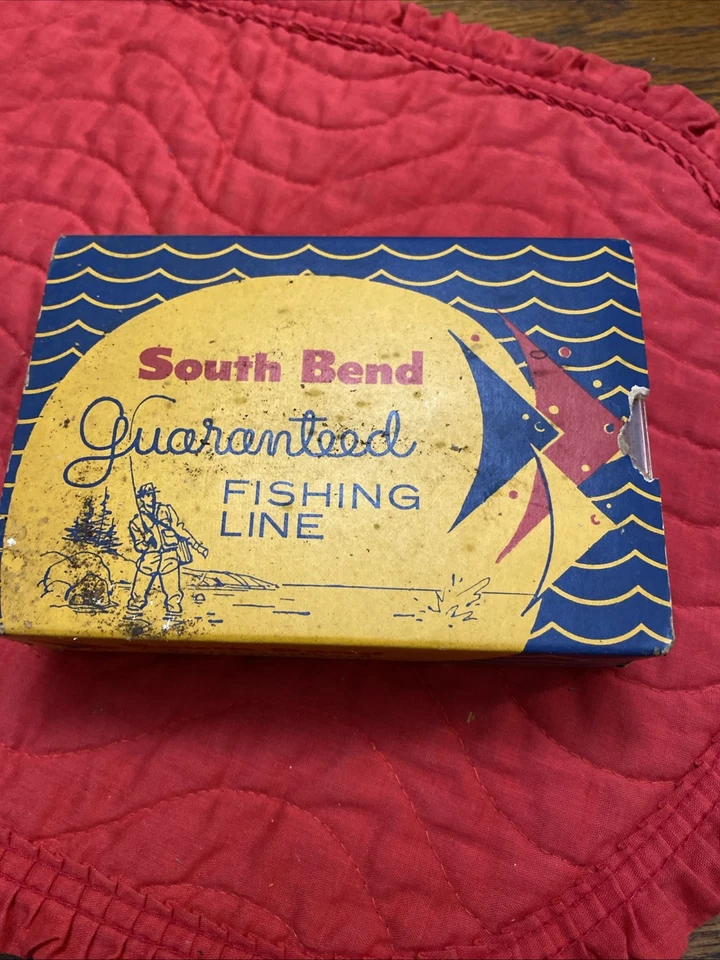 South Bend
Guaranteed
FISHING
LINE